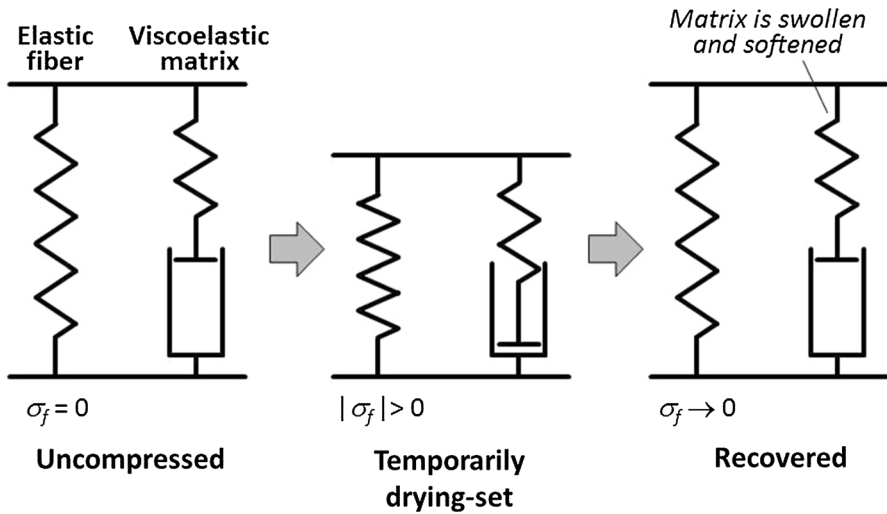 Elastic
fiber
Viscoelastic
matrix
Matrix is swollen
and softened
σf = 0
| σf | > 0
σf → 0
Uncompressed
Temporarily
drying-set
Recovered